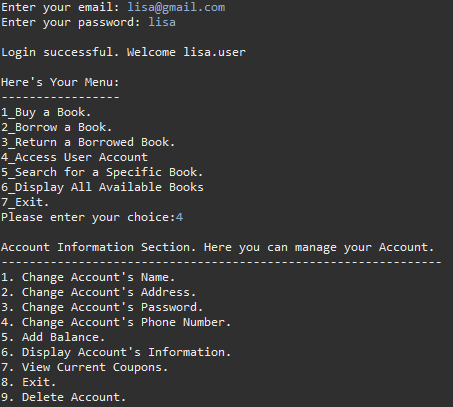 Enter your email: lisa@gmail.com
Enter your password: lisa
Login successful. Welcome lisa.user
Here's Your Menu:
-----------------
1_Buy a Book.
2_Borrow a Book.
3_Return a Borrowed Book.
4_Access User Account
5_Search for a Specific Book.
6_Display All Available Books
7_Exit.
Please enter your choice:4
Account Information Section. Here you can manage your Account.
---------------------------------------------------------------
1. Change Account's Name.
2. Change Account's Address.
3. Change Account's Password.
4. Change Account's Phone Number.
5. Add Balance.
6. Display Account's Information.
7. View Current Coupons.
8. Exit.
9. Delete Account.